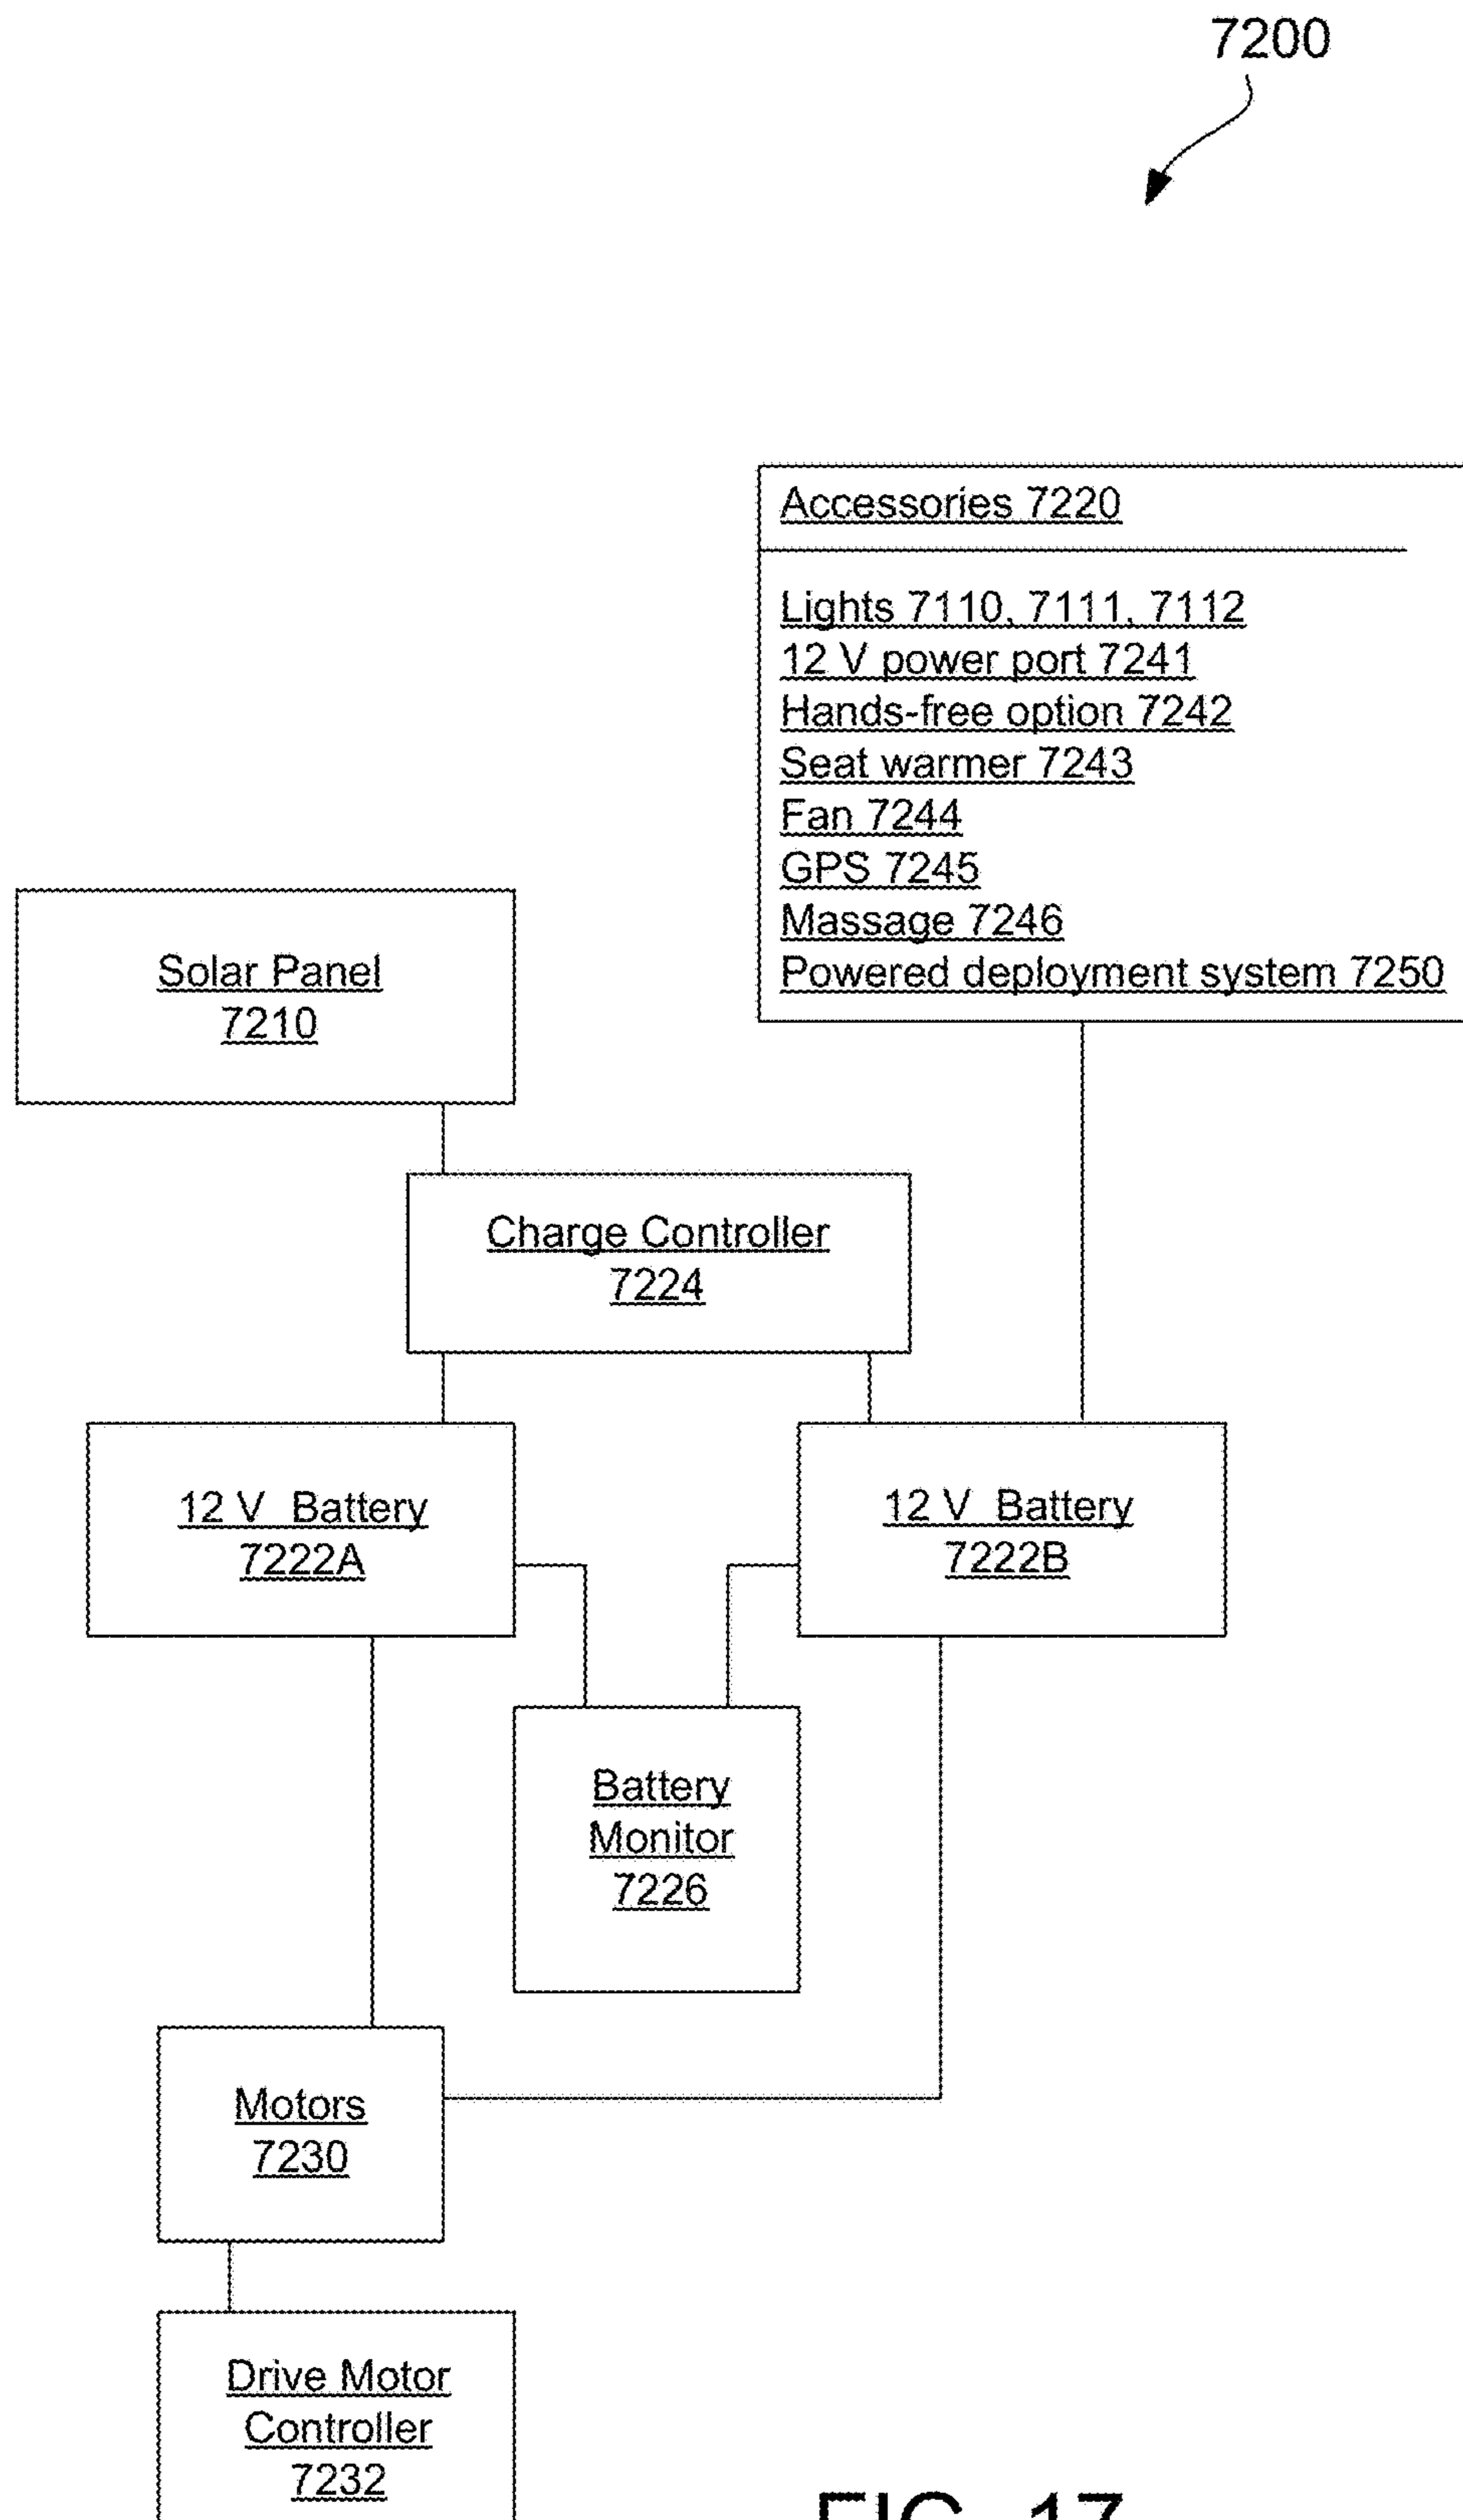 7200
Accessories 7220
Lights 7110, 7111, 7112
12 V power port 7241
Hands-free option 7242
Seat warmer 7243
Fan 7244
GPS 7245
Massage 7246
Powered deployment system 7250
Solar Panel
7210
Charge Controller
7224
12 V Battery
7222A
12 V Battery
7222B
Battery
Monitor
7226
Motors
7230
Drive Motor
Controller
7232
FIG. 17